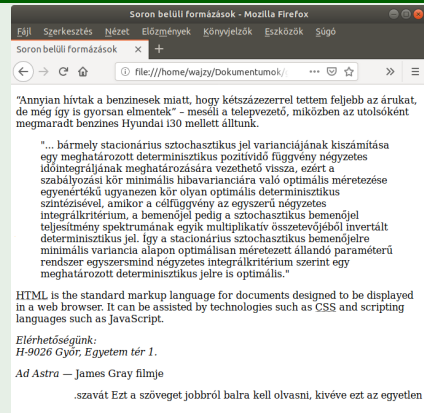 Soron belüli formázások - Mozilla Firefox
Fájl Szerkesztés Nézet Előzmények Könyvjelzők Eszközök Súgó
Soron belüli formázások × +
file:///home/wajzy/Dokumentumok/
“Annyian hívtak a benzinesek miatt, hogy kétszázezerrel tettem feljebb az árukat,
de még így is gyorsan elmentek” – meséli a telepvezető, miközben az utolsóként
megmaradt benzines Hyundai i30 mellett álltunk.
"... bármely stacionárius sztochasztikus jel varianciájának kiszámítása
egy meghatározott determinisztikus pozitívidő függvény négyzetes
időintegráljának meghatározására vezethető vissza, ezért a
szabályozási kör minimális hibavarianciára való optimális méretezése
egyenértékű ugyanezen kör olyan optimális determinisztikus
szintézisével, amikor a célfüggvény az egyszerű négyzetes
integrálkritérium, a bemenőjel pedig a sztochasztikus bemenőjel
teljesítmény spektrumának egyik multiplikatív összetevőjéből invertált
determinisztikus jel. Így a stacionárius sztochasztikus bemenőjelre
minimális variancia alapon optimálisan méretezett állandó paraméterű
rendszer egyszersmind négyzetes integrálkritérium szerint egy
meghatározott determinisztikus jelre is optimális."
HTML is the standard markup language for documents designed to be displayed
in a web browser. It can be assisted by technologies such as CSS and scripting
languages such as JavaScript.
Elérhetőségünk:
H-9026 Győr, Egyetem tér 1.
Ad Astra — James Gray filmje
.szavát Ezt a szöveget jobbról balra kell olvasni, kivéve ezt az egyetlen